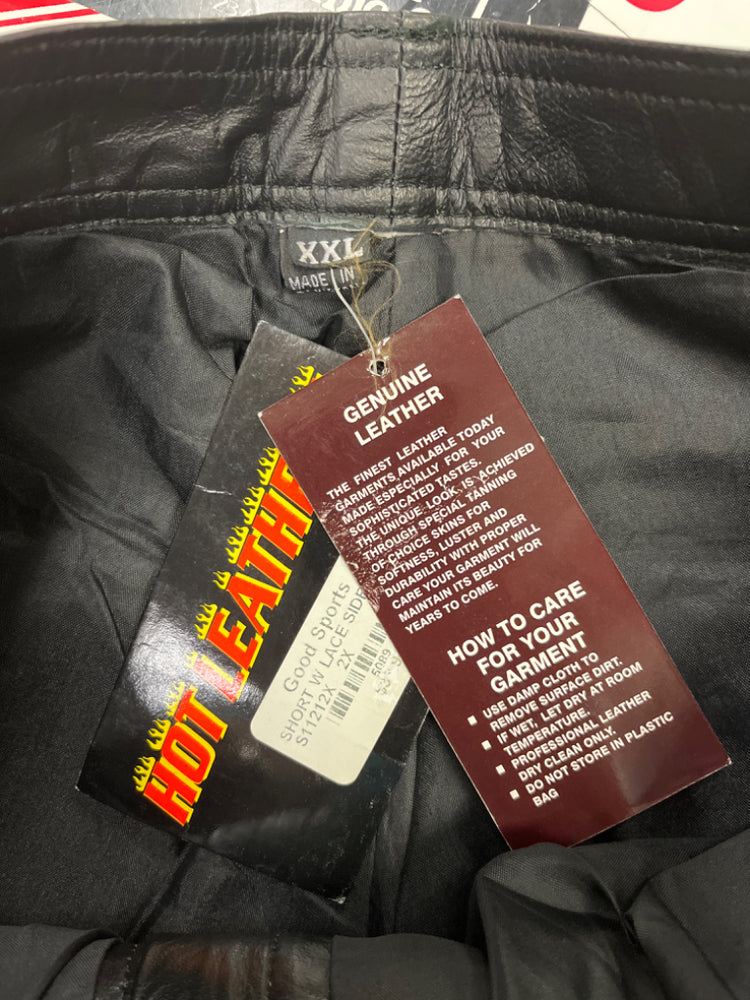 XXL
MADE IN
GENUINE
LEATHER
THE FINEST LEATHER
GARMENTS AVAILABLE TODAY
MADE ESPECIALLY FOR YOUR
SOPHISTICATED TASTES.
THE UNIQUE LOOK IS ACHIEVED
THROUGH SPECIAL TANNING
OF CHOICE SKINS FOR
SOFTNESS, LUSTER AND
DURABILITY WITH PROPER
CARE YOUR GARMENT WILL
MAINTAIN ITS BEAUTY FOR
YEARS TO COME.
HOW TO CARE
FOR YOUR
GARMENT
▪ USE DAMP CLOTH TO
REMOVE SURFACE DIRT.
▪ IF WET. LET DRY AT ROOM
TEMPERATURE.
▪ PROFESSIONAL LEATHER
DRY CLEAN ONLY.
▪ DO NOT STORE IN PLASTIC
BAG
HOT LEATHE
Good Sports
SHORT W LACE SIDE
S11212X 2X